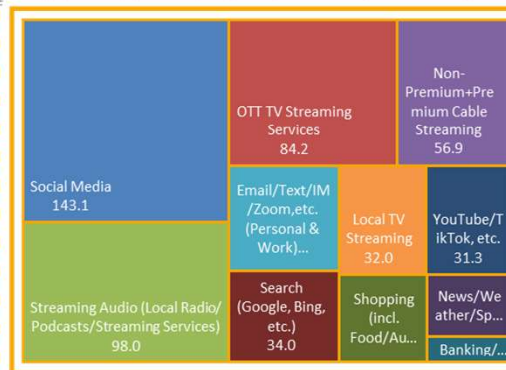 Social Media
143.1
Streaming Audio (Local Radio/
Podcasts/Streaming Services)
98.0
OTT TV Streaming
Services
84.2
Non-
Premium+Pre
mium Cable
Streaming
56.9
Email/Text/IM
/Zoom,etc.
(Personal &
Work)...
Local TV
Streaming
32.0
YouTube/T
ikTok, etc.
31.3
Search
(Google, Bing,
etc.)
34.0
Shopping
(incl.
Food/Au...
News/We
ather/Sp...
Banking/...